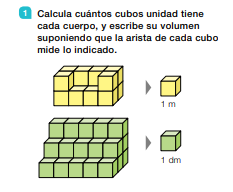 1 Calcula cuántos cubos unidad tiene
cada cuerpo, y escribe su volumen
suponiendo que la arista de cada cubo
mide lo indicado.
1 m
1 dm